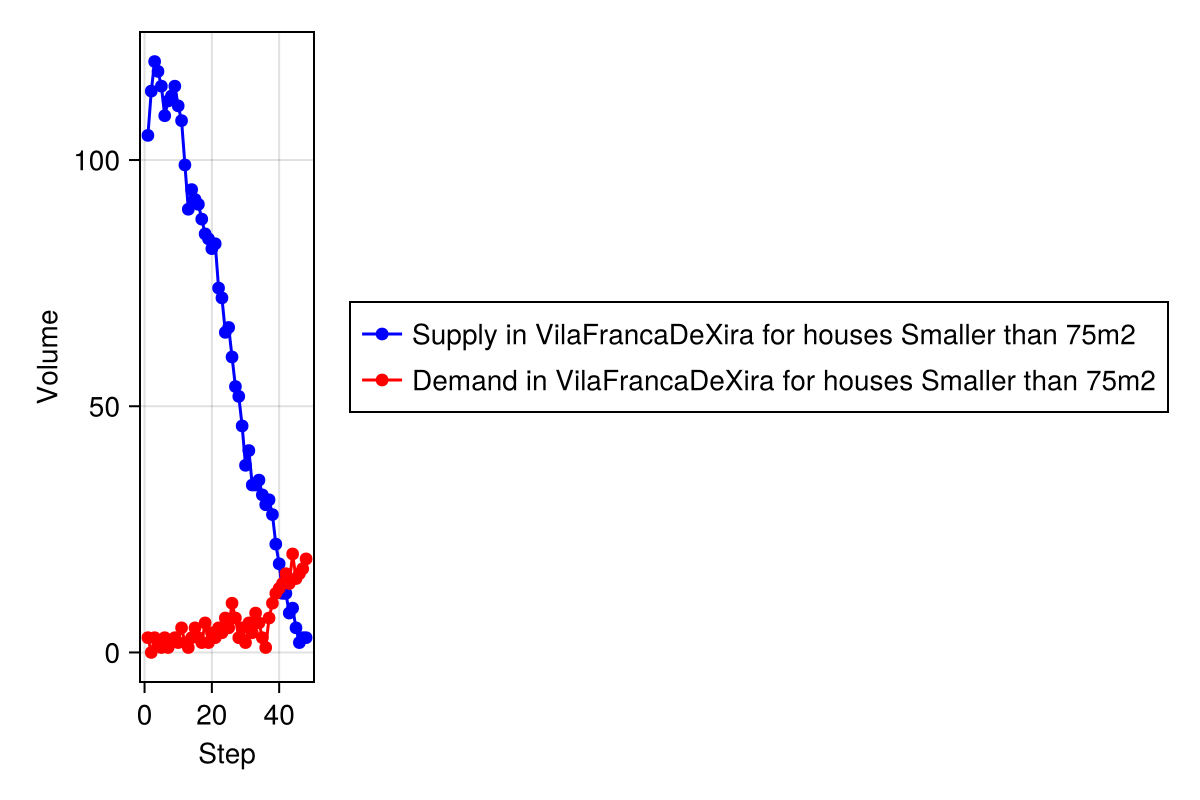 Volume
100
50
0
0 20 40
Step
Supply in VilaFrancaDeXira for houses Smaller than 75m2
Demand in VilaFrancaDeXira for houses Smaller than 75m2